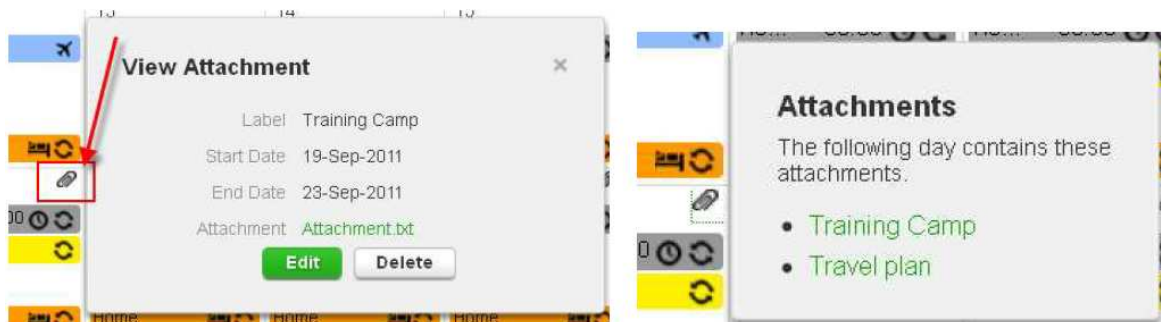 14
View Attachment
×
Label Training Camp
Start Date 19-Sep-2011
End Date 23-Sep-2011
Attachment Attachment.txt
Edit Delete
Home Home Home
Attachments
The following day contains these
attachments.
• Training Camp
• Travel plan